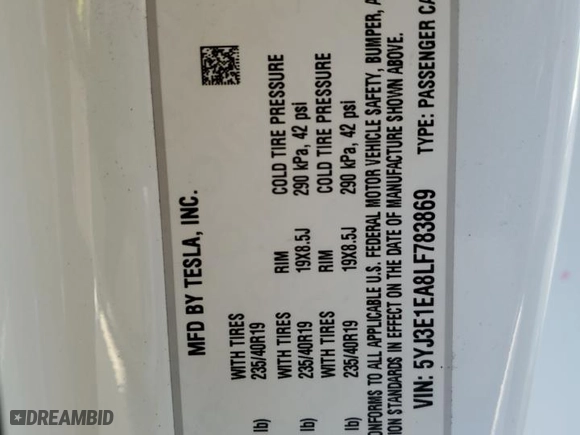 MFD BY TESLA, INC.
lb) WITH TIRES RIM COLD TIRE PRESSURE
235/40R19 19X8.5J 290 kPa, 42 psi
lb) WITH TIRES RIM COLD TIRE PRESSURE
235/40R19 19X8.5J 290 kPa, 42 psi
lb) WITH TIRES
235/40R19
ONFORMS TO ALL APPLICABLE U.S. FEDERAL MOTOR VEHICLE SAFETY, BUMPER, A
ION STANDARDS IN EFFECT ON THE DATE OF MANUFACTURE SHOWN ABOVE.
VIN: 5YJ3E1EA8LF783869 TYPE: PASSENGER CA
DREAMBID